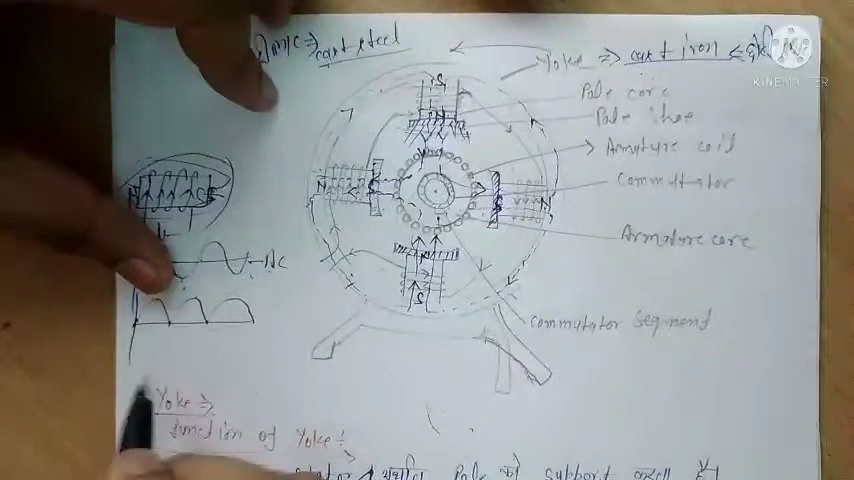 cast steel
Yoke => cast iron =>
KINEMASTER
Pole core
Pole shoe
Armature coil
Commutator
Armature core
Commutator segment
N
S
AC
Yoke =>
function of Yoke :-
Pole को support करता है